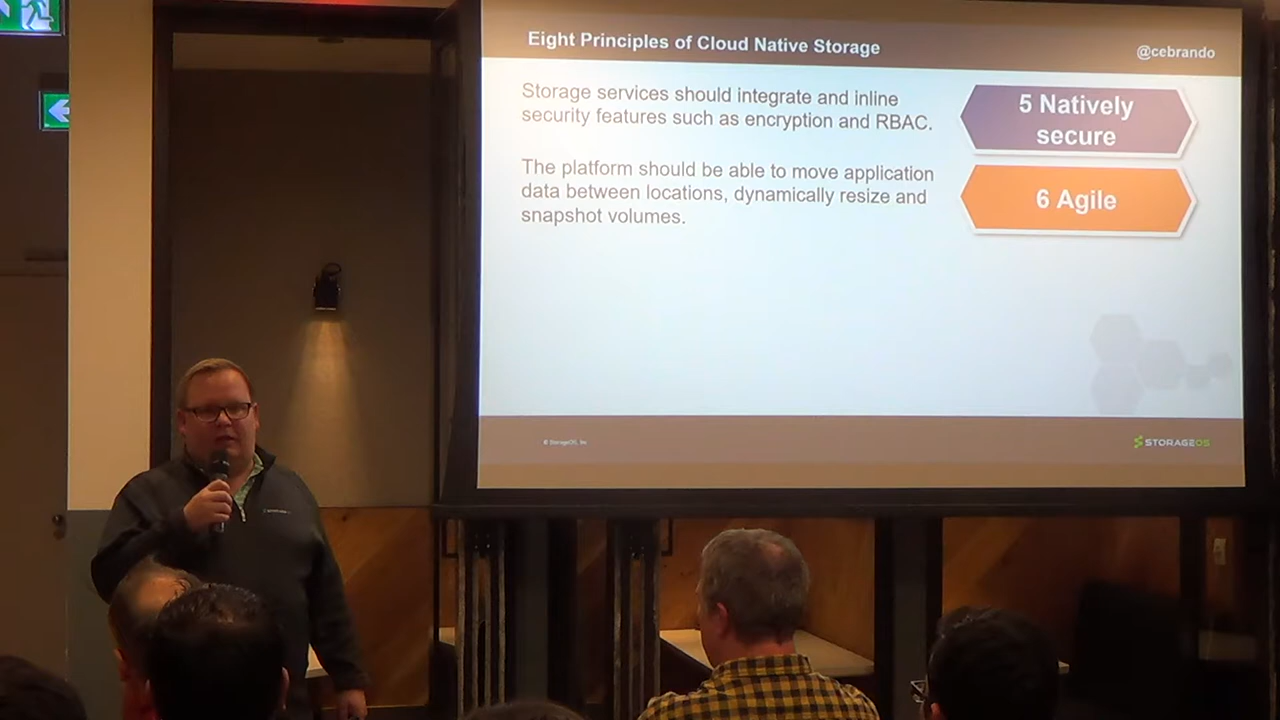 Eight Principles of Cloud Native Storage
@cebrando
Storage services should integrate and inline
security features such as encryption and RBAC.
5 Natively
secure
The platform should be able to move application
data between locations, dynamically resize and
snapshot volumes.
6 Agile
© StorageOS, Inc
STORAGEOS